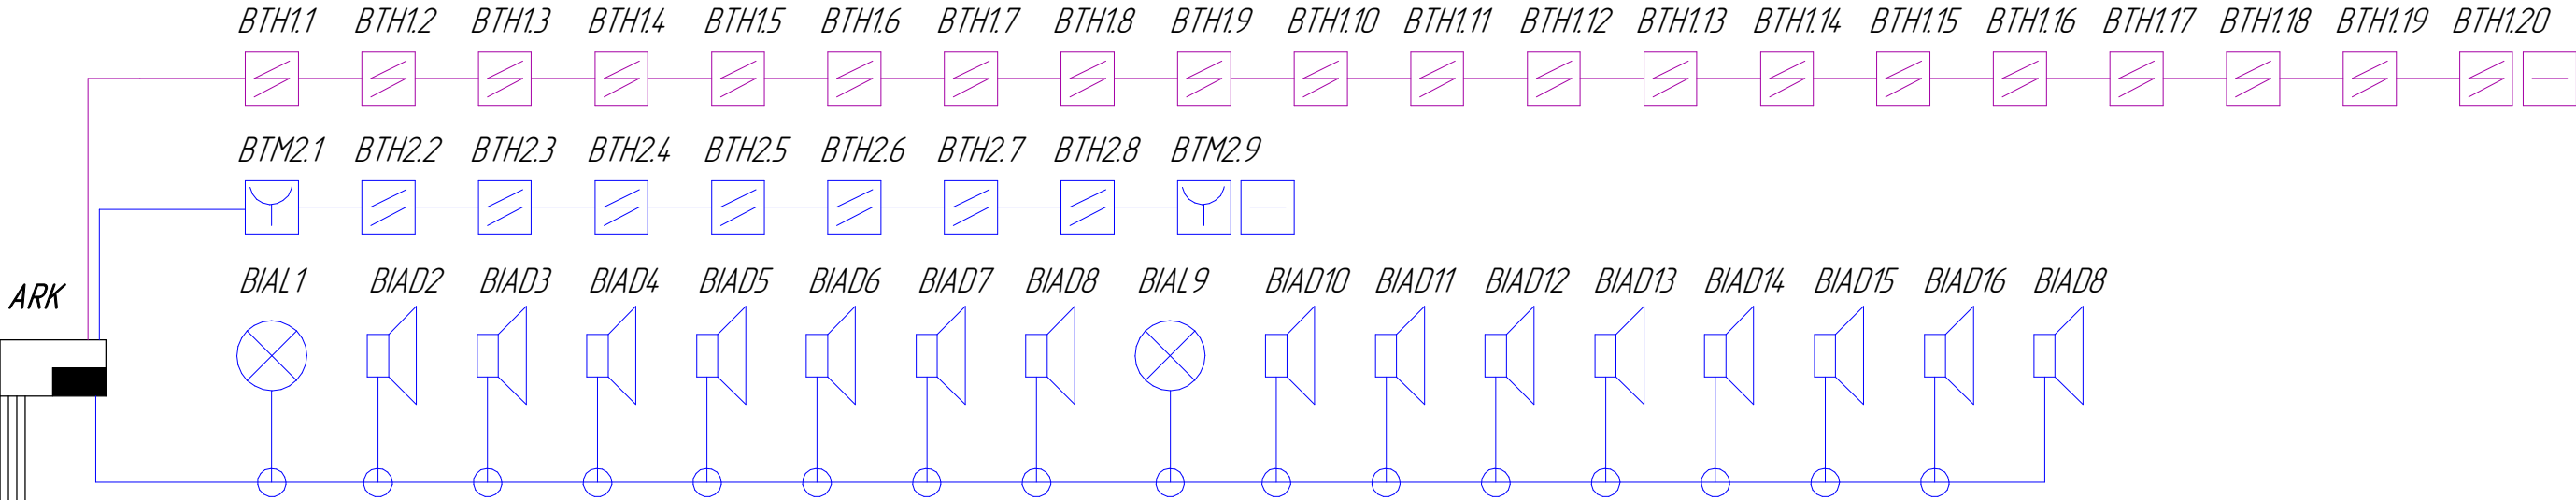 BTH1.1 BTH1.2 BTH1.3 BTH1.4 BTH1.5 BTH1.6 BTH1.7 BTH1.8 BTH1.9 BTH1.10 BTH1.11 BTH1.12 BTH1.13 BTH1.14 BTH1.15 BTH1.16 BTH1.17 BTH1.18 BTH1.19 BTH1.20
BTM2.1 BTH2.2 BTH2.3 BTH2.4 BTH2.5 BTH2.6 BTH2.7 BTH2.8 BTM2.9
BIAL1 BIAD2 BIAD3 BIAD4 BIAD5 BIAD6 BIAD7 BIAD8 BIAL9 BIAD10 BIAD11 BIAD12 BIAD13 BIAD14 BIAD15 BIAD16 BIAD8
ARK